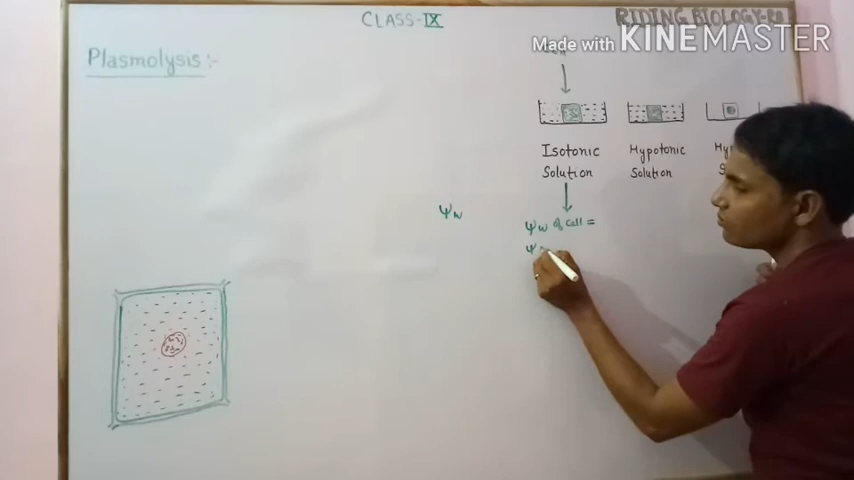 CLASS-IX
RIDING BIOLOGY
Made with KINEMASTER
Plasmolysis :-
Isotonic
Solution
Hypotonic
Solution
Ψw
Ψw of Cell =
Ψ